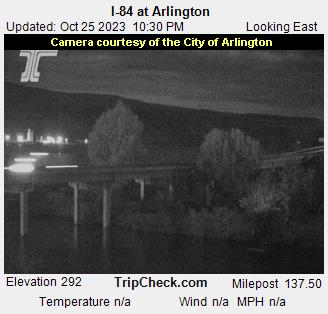 I-84 at Arlington
Updated: Oct 25 2023 10:30 PM Looking East
Camera courtesy of the City of Arlington
Elevation 292 TripCheck.com Milepost 137.50
Temperature n/a Wind n/a MPH n/a